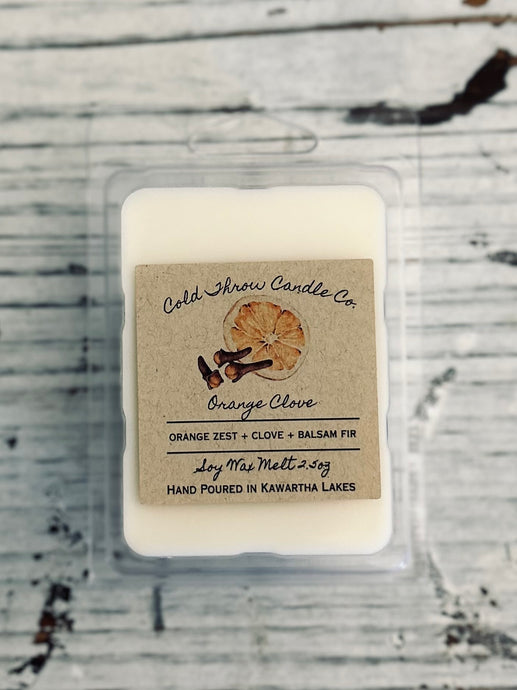 Cold Throw Candle Co.
Orange Clove
ORANGE ZEST + CLOVE + BALSAM FIR
Soy Wax Melt 2.5oz
HAND POURED IN KAWARTHA LAKES